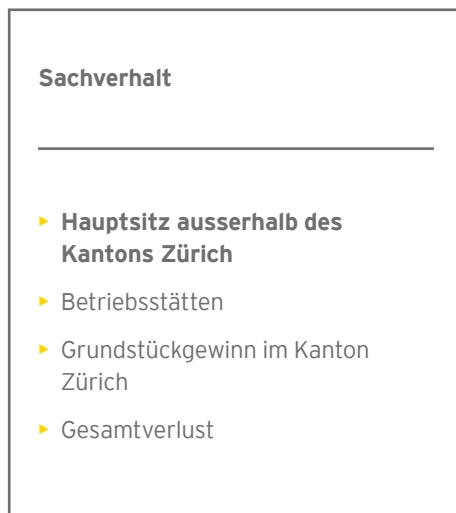 Sachverhalt
Hauptsitz ausserhalb des
Kantons Zürich
Betriebsstätten
Grundstückgewinn im Kanton
Zürich
Gesamtverlust